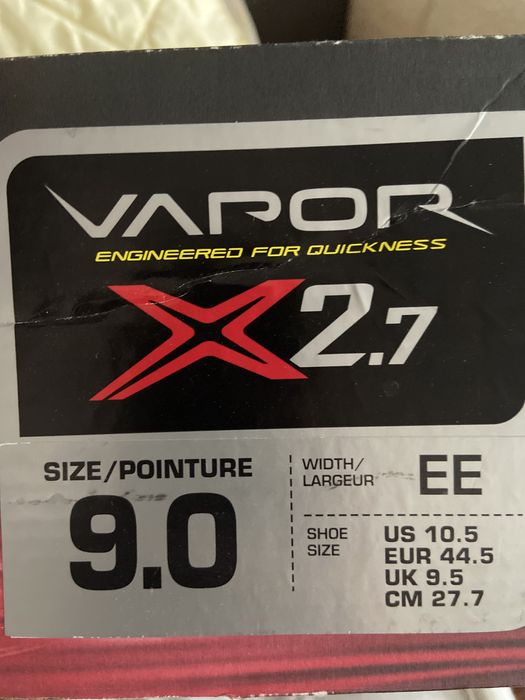 VAPOR
ENGINEERED FOR QUICKNESS
X2.7
SIZE/POINTURE
9.0
WIDTH/
LARGEUR
EE
SHOE
SIZE
US 10.5
EUR 44.5
UK 9.5
CM 27.7